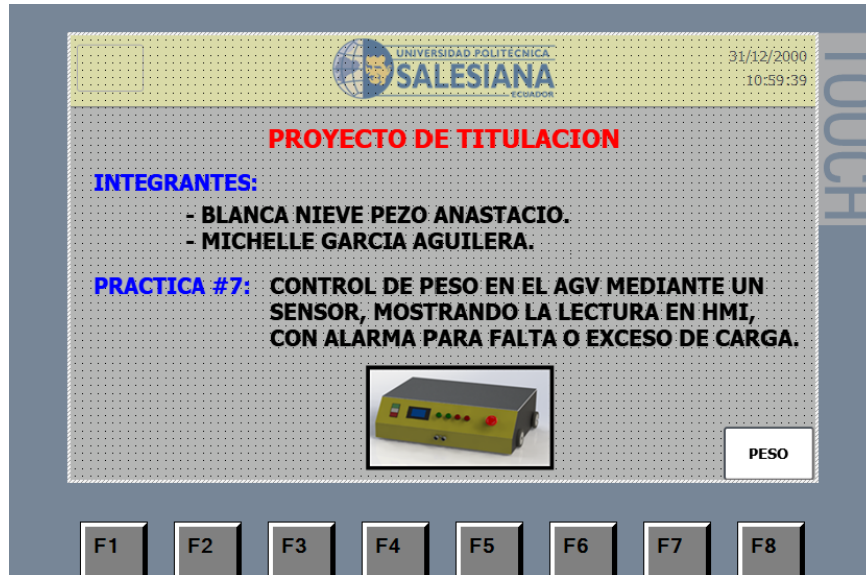 UNIVERSIDAD POLITÉCNICA
SALESIANA
ECUADOR
31/12/2000
10:59:39
TOUCH
PROYECTO DE TITULACION
INTEGRANTES:
- BLANCA NIEVE PEZO ANASTACIO.
- MICHELLE GARCIA AGUILERA.
PRACTICA #7: CONTROL DE PESO EN EL AGV MEDIANTE UN
SENSOR, MOSTRANDO LA LECTURA EN HMI,
CON ALARMA PARA FALTA O EXCESO DE CARGA.
PESO
F1 F2 F3 F4 F5 F6 F7 F8